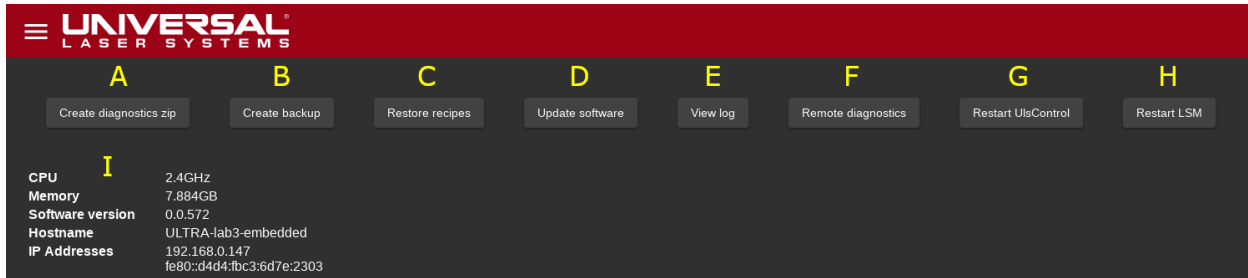 UNIVERSAL®
LASER SYSTEMS
A B C D E F G H
Create diagnostics zip Create backup Restore recipes Update software View log Remote diagnostics Restart UlsControl Restart LSM
I
CPU 2.4GHz
Memory 7.884GB
Software version 0.0.572
Hostname ULTRA-lab3-embedded
IP Addresses 192.168.0.147
fe80::d4d4:fbc3:6d7e:2303